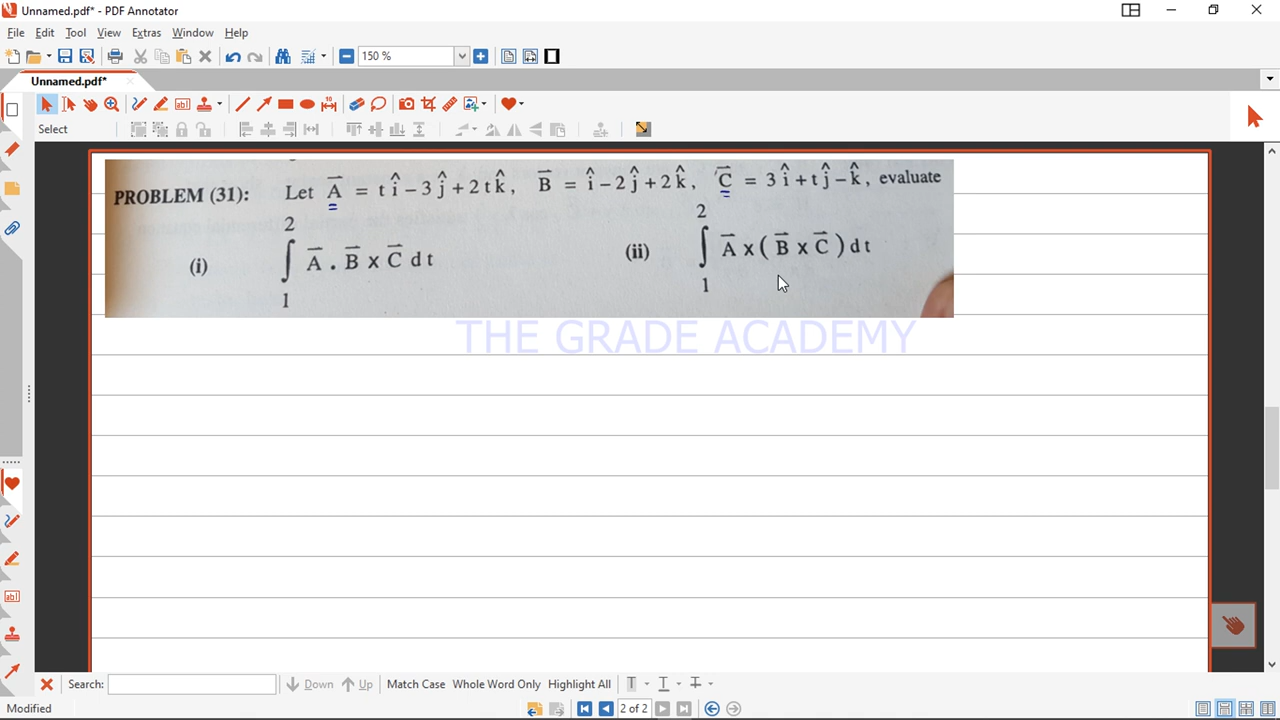 Unnamed.pdf* - PDF Annotator
File Edit Tool View Extras Window Help
150 %
Unnamed.pdf*
Select
PROBLEM (31): Let A⃗ = t î − 3 ĵ + 2 t k̂, B⃗ = î − 2 ĵ + 2 k̂, C⃗ = 3 î + t ĵ − k̂, evaluate
(i) ∫₁² A⃗ . B⃗ x C⃗ d t (ii) ∫₁² A⃗ x ( B⃗ x C⃗ ) d t
THE GRADE ACADEMY
Search: Down Up Match Case Whole Word Only Highlight All T T T
Modified 2 of 2